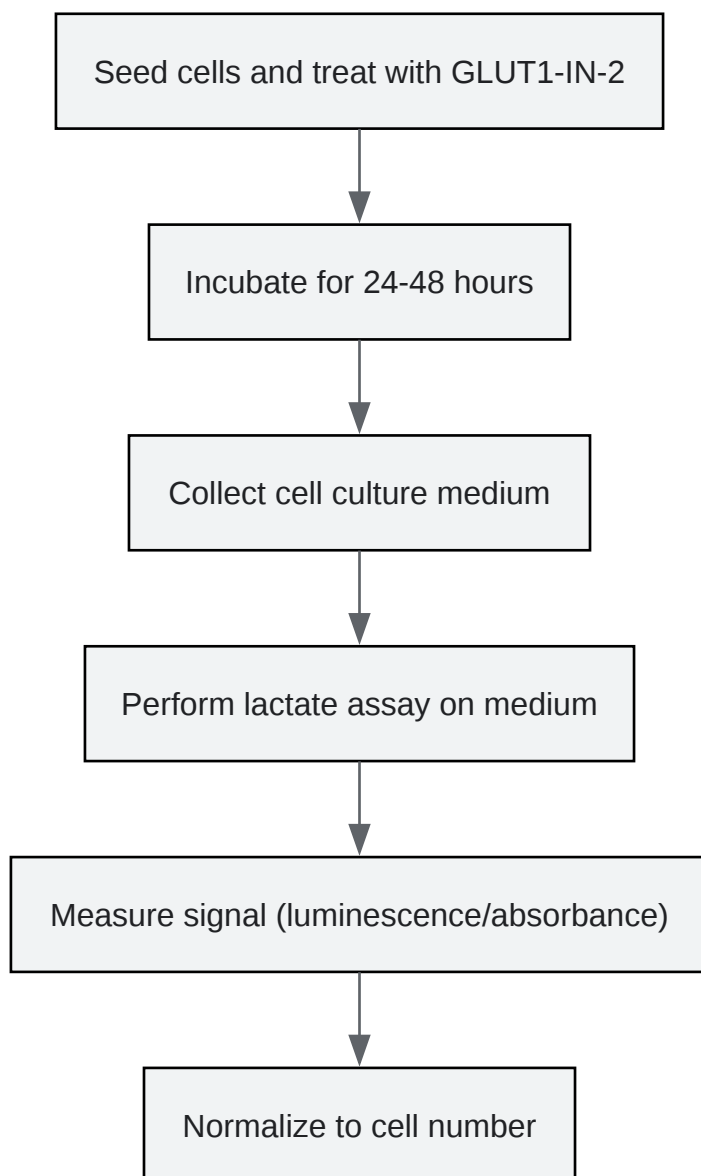 Seed cells and treat with GLUT1-IN-2
Incubate for 24-48 hours
Collect cell culture medium
Perform lactate assay on medium
Measure signal (luminescence/absorbance)
Normalize to cell number